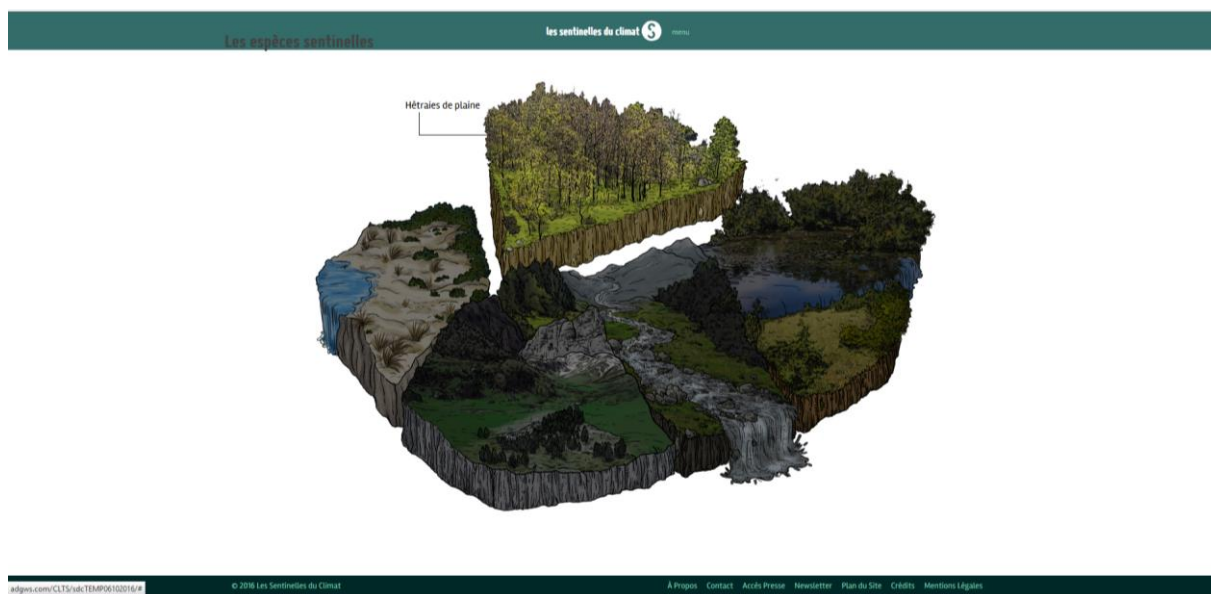 les sentinelles du climat S menu
Les espèces sentinelles
Hêtraies de plaine
adgws.com/CLTS/sdcTEMP06102016/#
© 2016 Les Sentinelles du Climat
À Propos Contact Accés Presse Newsletter Plan du Site Crédits Mentions Légales